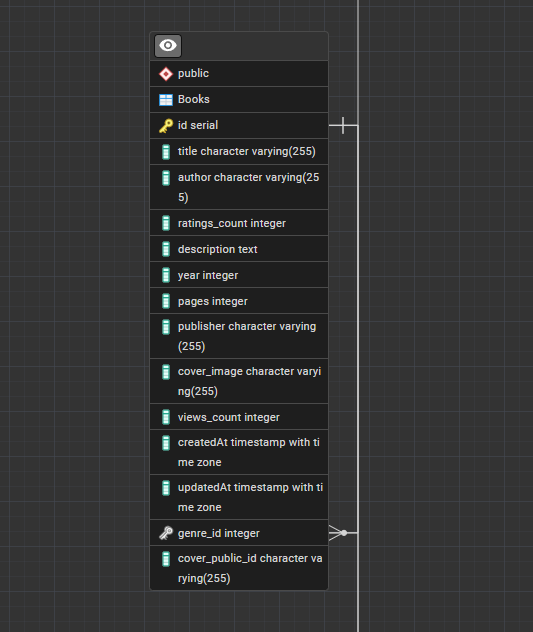 public
Books
id serial
title character varying(255)
author character varying(25
5)
ratings_count integer
description text
year integer
pages integer
publisher character varying
(255)
cover_image character varyi
ng(255)
views_count integer
createdAt timestamp with ti
me zone
updatedAt timestamp with ti
me zone
genre_id integer
cover_public_id character va
rying(255)